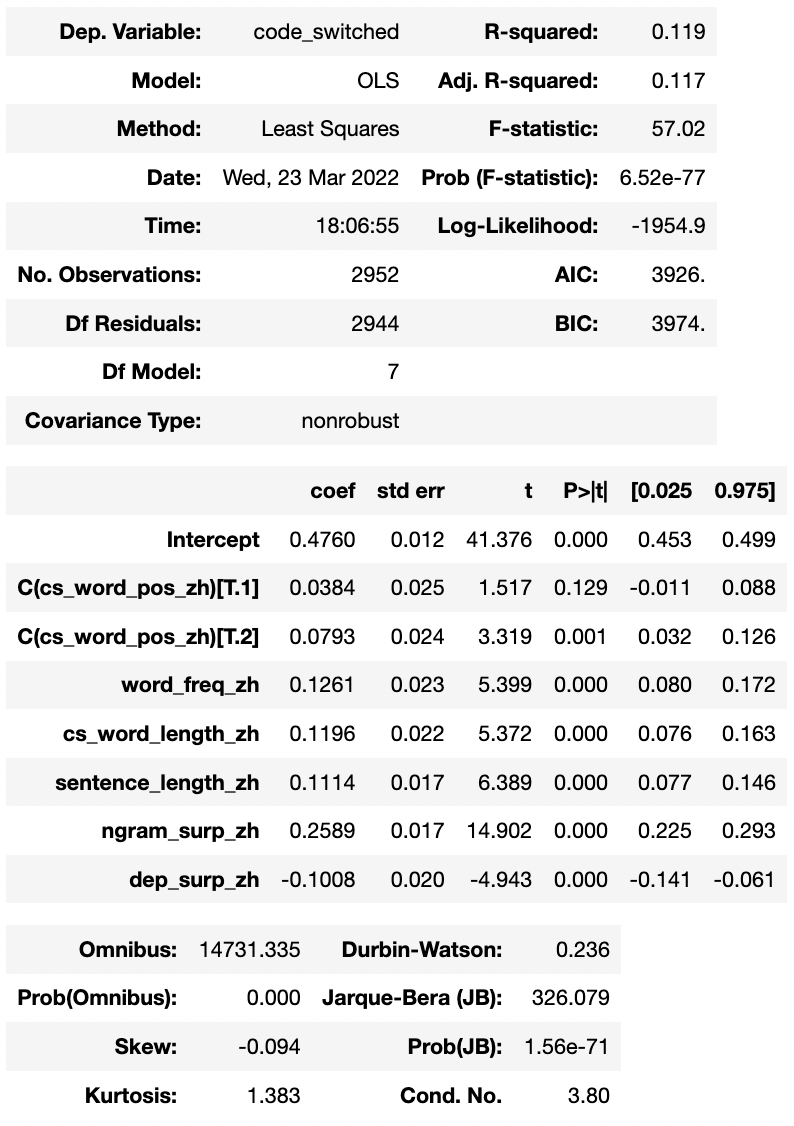 Dep. Variable: code_switched R-squared: 0.119
Model: OLS Adj. R-squared: 0.117
Method: Least Squares F-statistic: 57.02
Date: Wed, 23 Mar 2022 Prob (F-statistic): 6.52e-77
Time: 18:06:55 Log-Likelihood: -1954.9
No. Observations: 2952 AIC: 3926.
Df Residuals: 2944 BIC: 3974.
Df Model: 7
Covariance Type: nonrobust
coef std err t P>|t| [0.025 0.975]
Intercept 0.4760 0.012 41.376 0.000 0.453 0.499
C(cs_word_pos_zh)[T.1] 0.0384 0.025 1.517 0.129 -0.011 0.088
C(cs_word_pos_zh)[T.2] 0.0793 0.024 3.319 0.001 0.032 0.126
word_freq_zh 0.1261 0.023 5.399 0.000 0.080 0.172
cs_word_length_zh 0.1196 0.022 5.372 0.000 0.076 0.163
sentence_length_zh 0.1114 0.017 6.389 0.000 0.077 0.146
ngram_surp_zh 0.2589 0.017 14.902 0.000 0.225 0.293
dep_surp_zh -0.1008 0.020 -4.943 0.000 -0.141 -0.061
Omnibus: 14731.335 Durbin-Watson: 0.236
Prob(Omnibus): 0.000 Jarque-Bera (JB): 326.079
Skew: -0.094 Prob(JB): 1.56e-71
Kurtosis: 1.383 Cond. No. 3.80